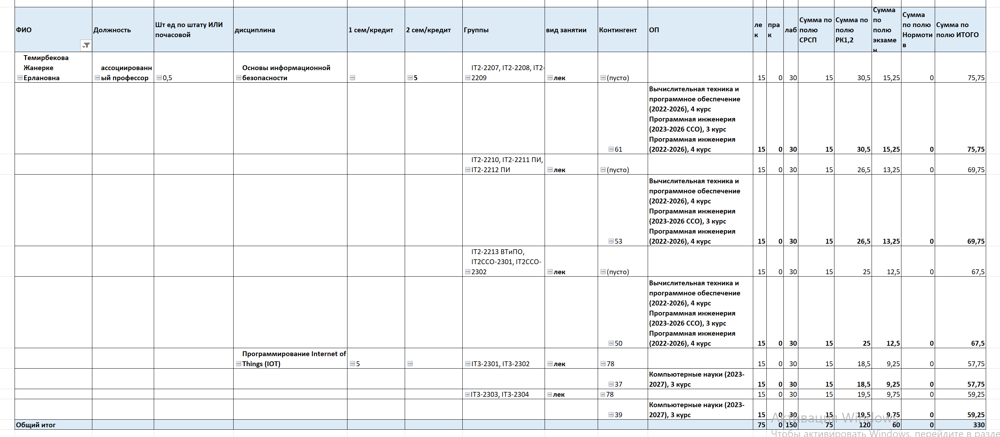 ФИО Должность Шт ед по штату ИЛИ почасовой дисциплина 1 сем/кредит 2 сем/кредит Группы вид занятии Контингент ОП лек прак лаб Сумма по полю СРСП Сумма по полю РК1,2 Сумма по полю экзамен Сумма по полю Нормотив Сумма по полю ИТОГО
Темирбекова Жанерке Ерлановна ассоциированный профессор 0,5 Основы информационной безопасности 5 IT2-2207, IT2-2208, IT2-2209 лек (пусто) 15 0 30 15 30,5 15,25 0 75,75
Вычислительная техника и
программное обеспечение
(2022-2026), 4 курс
Программная инженерия
(2023-2026 ССО), 3 курс
Программная инженерия
61 (2022-2026), 4 курс 15 0 30 15 30,5 15,25 0 75,75
IT2-2210, IT2-2211 ПИ,
IT2-2212 ПИ лек (пусто) 15 0 30 15 26,5 13,25 0 69,75
Вычислительная техника и
программное обеспечение
(2022-2026), 4 курс
Программная инженерия
(2023-2026 ССО), 3 курс
Программная инженерия
53 (2022-2026), 4 курс 15 0 30 15 26,5 13,25 0 69,75
IT2-2213 ВТиПО,
IT2ССО-2301, IT2ССО-
2302 лек (пусто) 15 0 30 15 25 12,5 0 67,5
Вычислительная техника и
программное обеспечение
(2022-2026), 4 курс
Программная инженерия
(2023-2026 ССО), 3 курс
Программная инженерия
50 (2022-2026), 4 курс 15 0 30 15 25 12,5 0 67,5
Программирование Internet of
Things (IOT) 5 IT3-2301, IT3-2302 лек 78 15 0 30 15 18,5 9,25 0 57,75
Компьютерные науки (2023-
37 2027), 3 курс 15 0 30 15 18,5 9,25 0 57,75
IT3-2303, IT3-2304 лек 78 15 0 30 15 19,5 9,75 0 59,25
Компьютерные науки (2023-
39 2027), 3 курс 15 0 30 15 19,5 9,75 0 59,25
Активация Windows
Общий итог 75 0 150 75 120 60 0 330
Чтобы активировать Windows, перейдите в разде